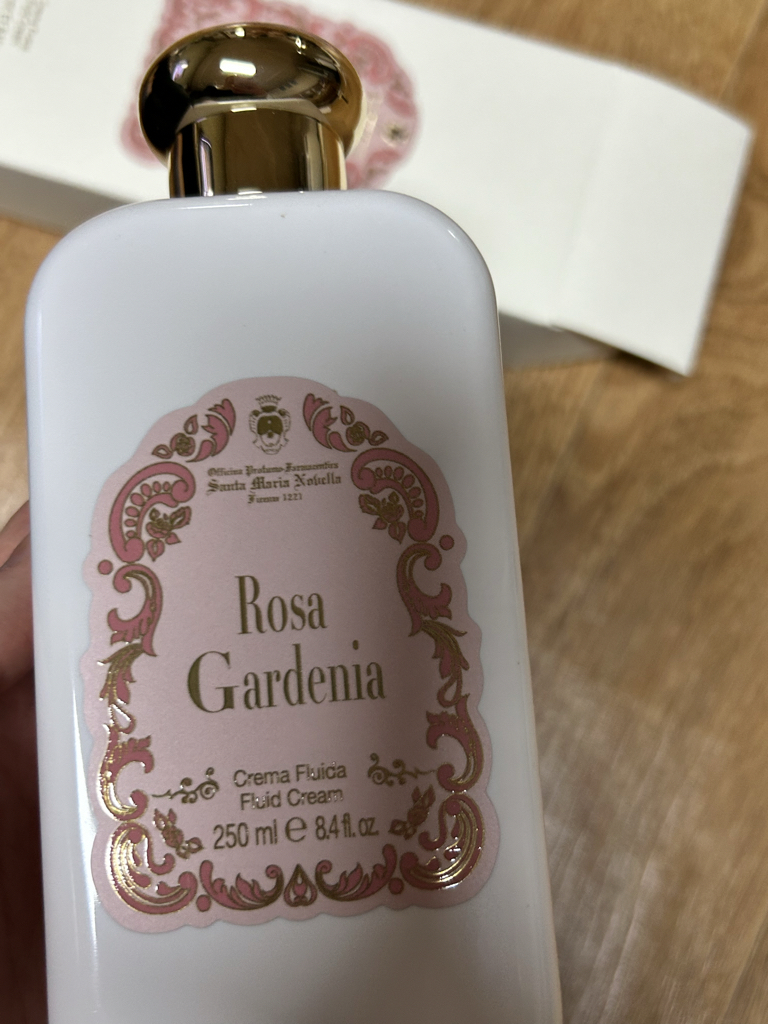 Officina Profumo-Farmaceutica
Santa Maria Novella
Firenze 1221
Rosa
Gardenia
Crema Fluida
Fluid Cream
250 ml ℮ 8.4 fl. oz.